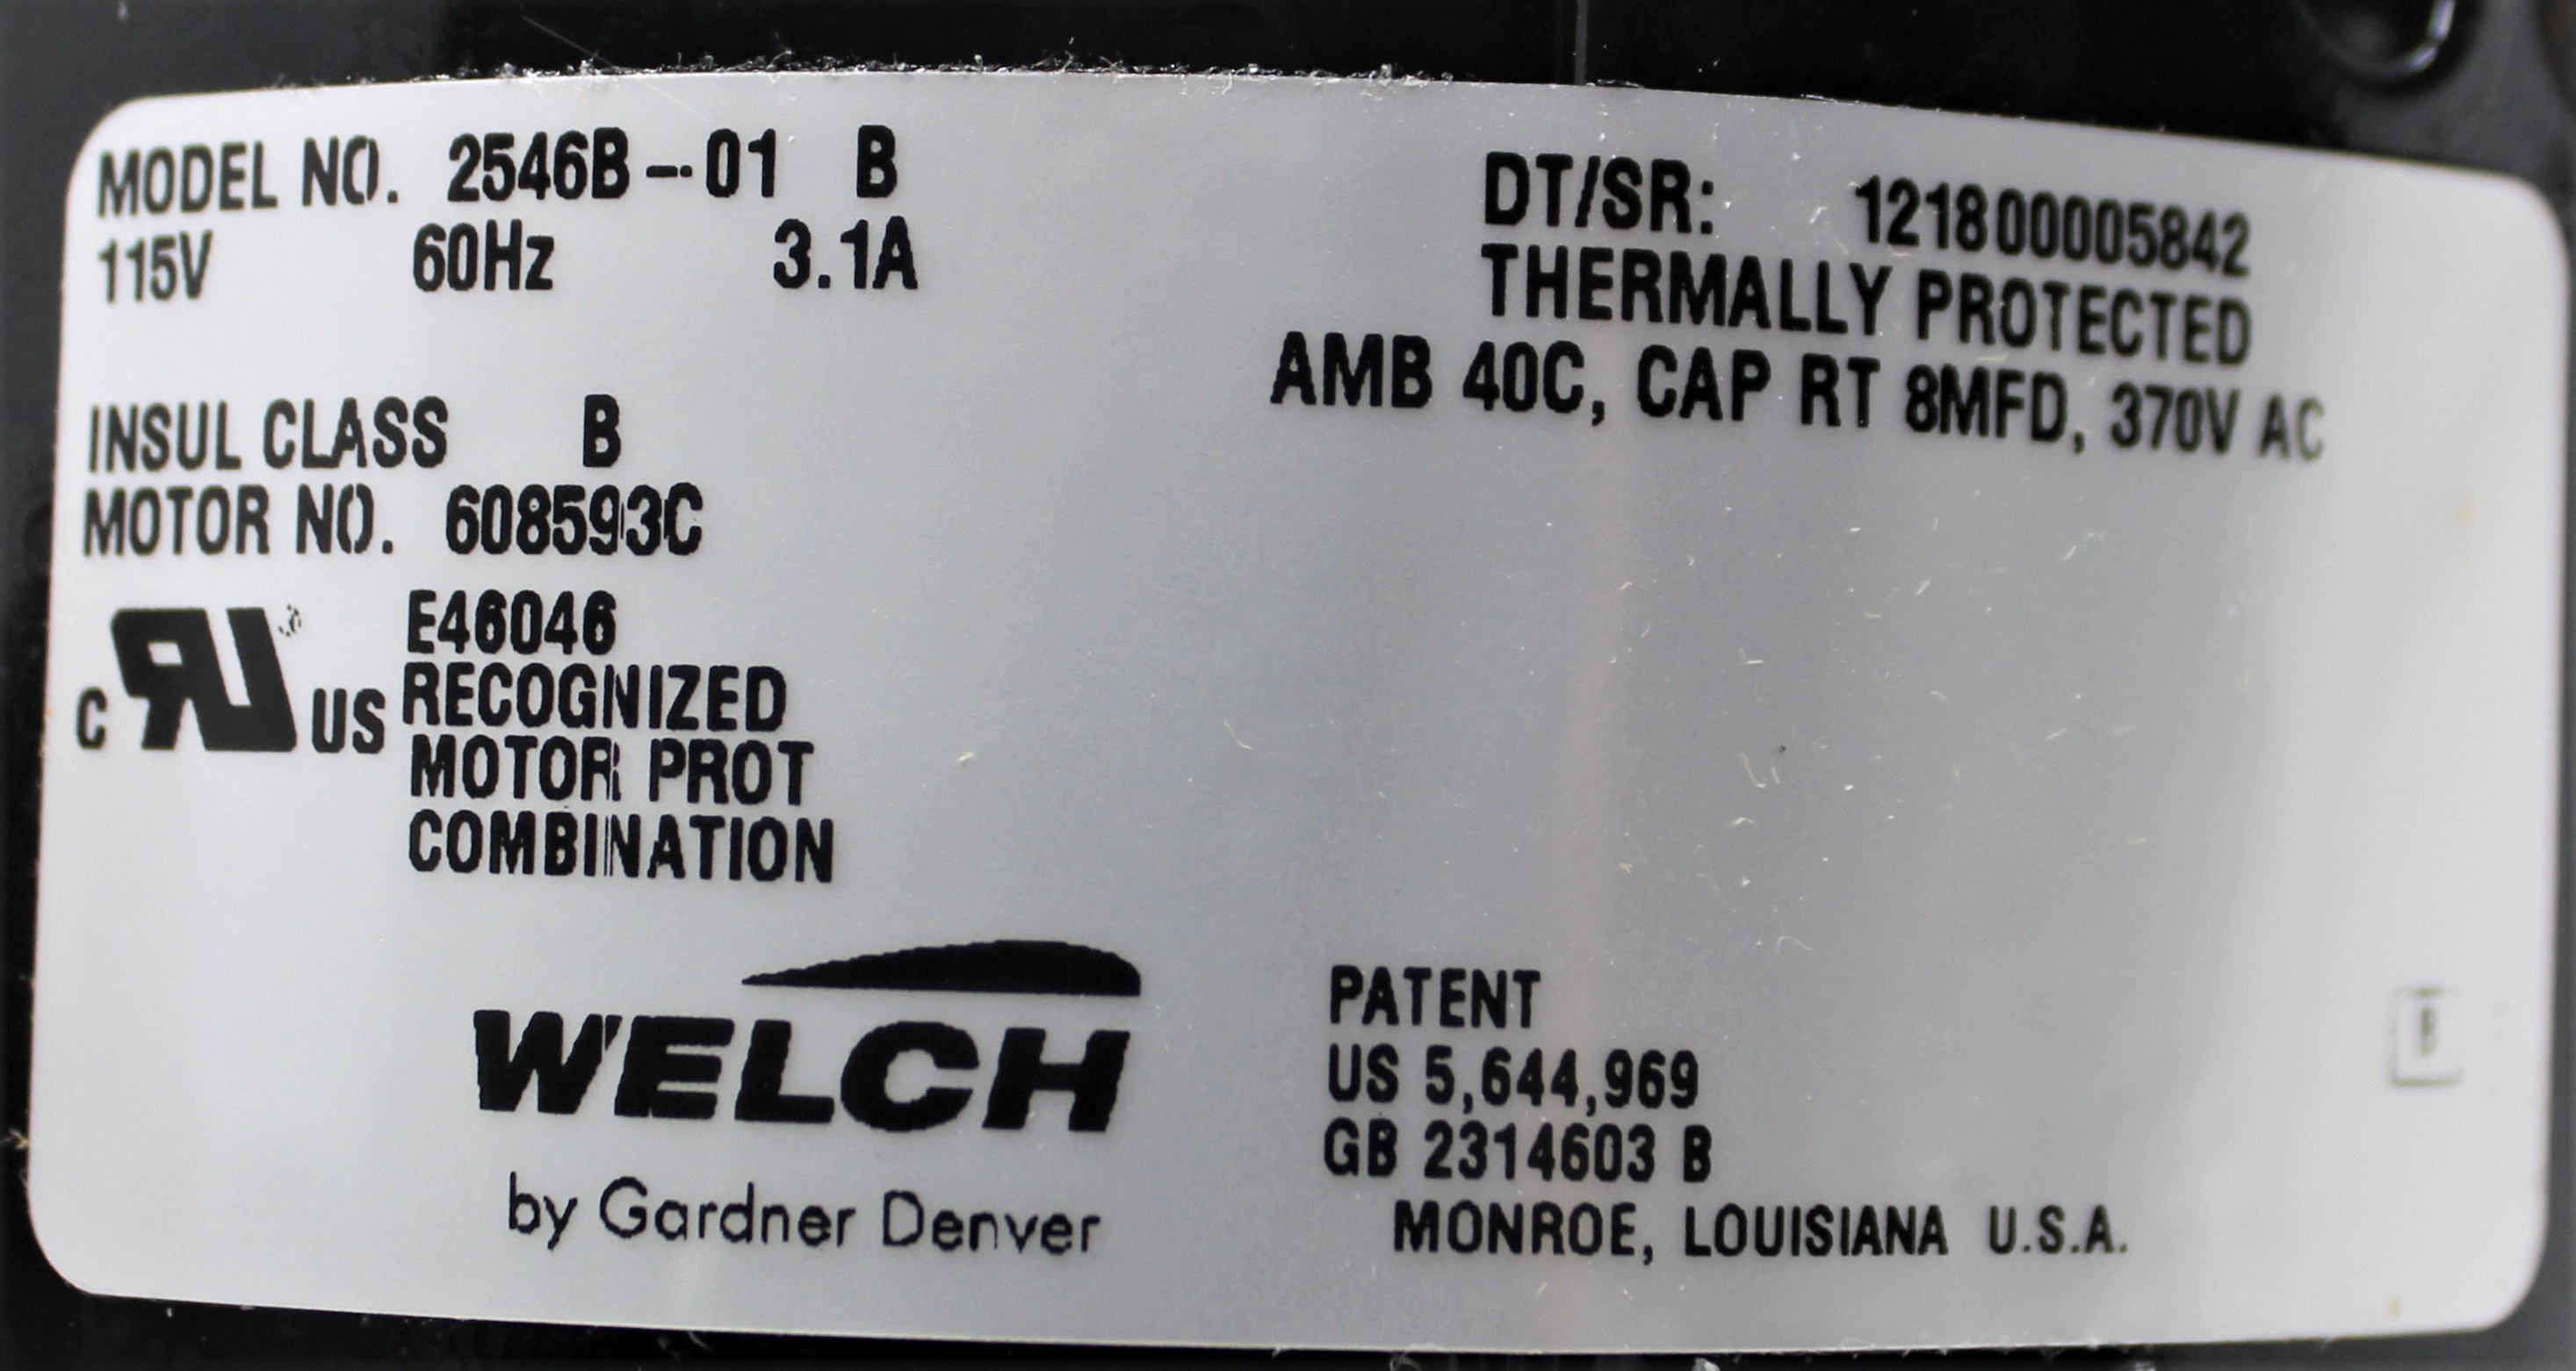 MODEL NO. 2546B-01 B
115V 60Hz 3.1A
INSUL CLASS B
MOTOR NO. 608593C
C RU US
E46046
RECOGNIZED
MOTOR PROT
COMBINATION
DT/SR: 121800005842
THERMALLY PROTECTED
AMB 40C, CAP RT 8MFD, 370V AC
WELCH
by Gardner Denver
PATENT
US 5,644,969
GB 2314603 B
MONROE, LOUISIANA U.S.A.
B